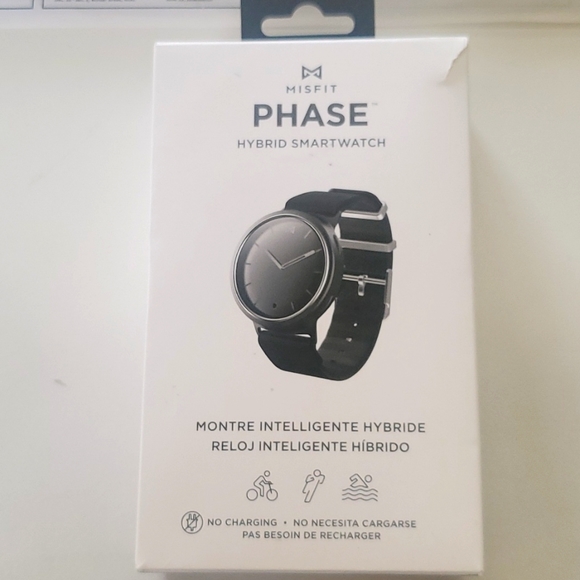 MISFIT
PHASE™
HYBRID SMARTWATCH
MONTRE INTELLIGENTE HYBRIDE
RELOJ INTELIGENTE HÍBRIDO
NO CHARGING • NO NECESITA CARGARSE
PAS BESOIN DE RECHARGER